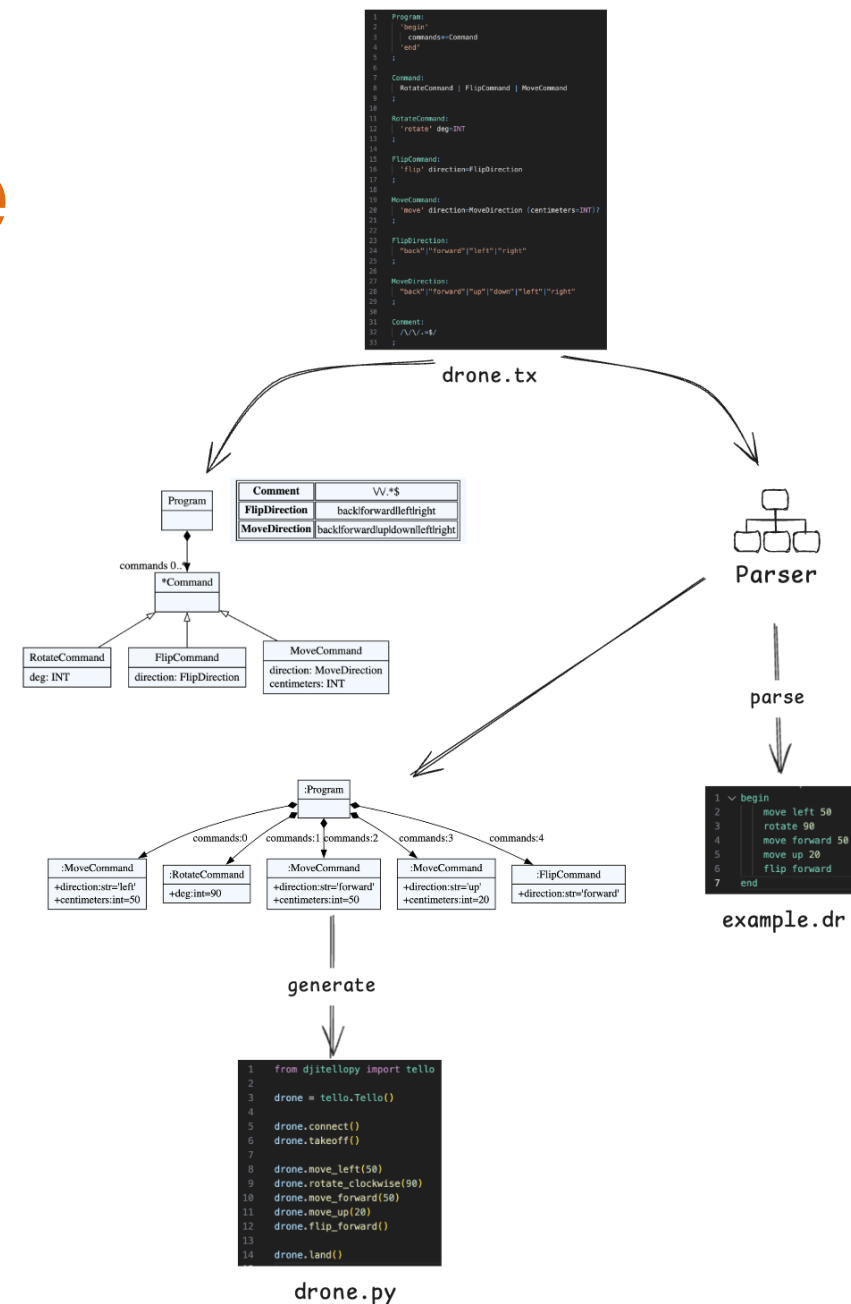 e
1 Program:
2 'begin'
3 commands*=Command
4 'end'
5 ;
6
7 Command:
8 RotateCommand | FlipCommand | MoveCommand
9 ;
10
11 RotateCommand:
12 'rotate' deg=INT
13 ;
14
15 FlipCommand:
16 'flip' direction=FlipDirection
17 ;
18
19 MoveCommand:
20 'move' direction=MoveDirection (centimeters=INT)?
21 ;
22
23 FlipDirection:
24 "back"|"forward"|"left"|"right"
25 ;
26
27 MoveDirection:
28 "back"|"forward"|"up"|"down"|"left"|"right"
29 ;
30
31 Comment:
32 /\/\/.*$/
33 ;
drone.tx
Program
commands 0..*
*Command
RotateCommand
deg: INT
FlipCommand
direction: FlipDirection
MoveCommand
direction: MoveDirection
centimeters: INT
Comment \/\/.*$
FlipDirection back|forward|left|right
MoveDirection back|forward|up|down|left|right
Parser
parse
1 begin
2 move left 50
3 rotate 90
4 move forward 50
5 move up 20
6 flip forward
7 end
example.dr
:Program
commands:0 commands:1 commands:2 commands:3 commands:4
:MoveCommand
+direction:str='left'
+centimeters:int=50
:RotateCommand
+deg:int=90
:MoveCommand
+direction:str='forward'
+centimeters:int=50
:MoveCommand
+direction:str='up'
+centimeters:int=20
:FlipCommand
+direction:str='forward'
generate
1 from djitellopy import tello
2
3 drone = tello.Tello()
4
5 drone.connect()
6 drone.takeoff()
7
8 drone.move_left(50)
9 drone.rotate_clockwise(90)
10 drone.move_forward(50)
11 drone.move_up(20)
12 drone.flip_forward()
13
14 drone.land()
drone.py